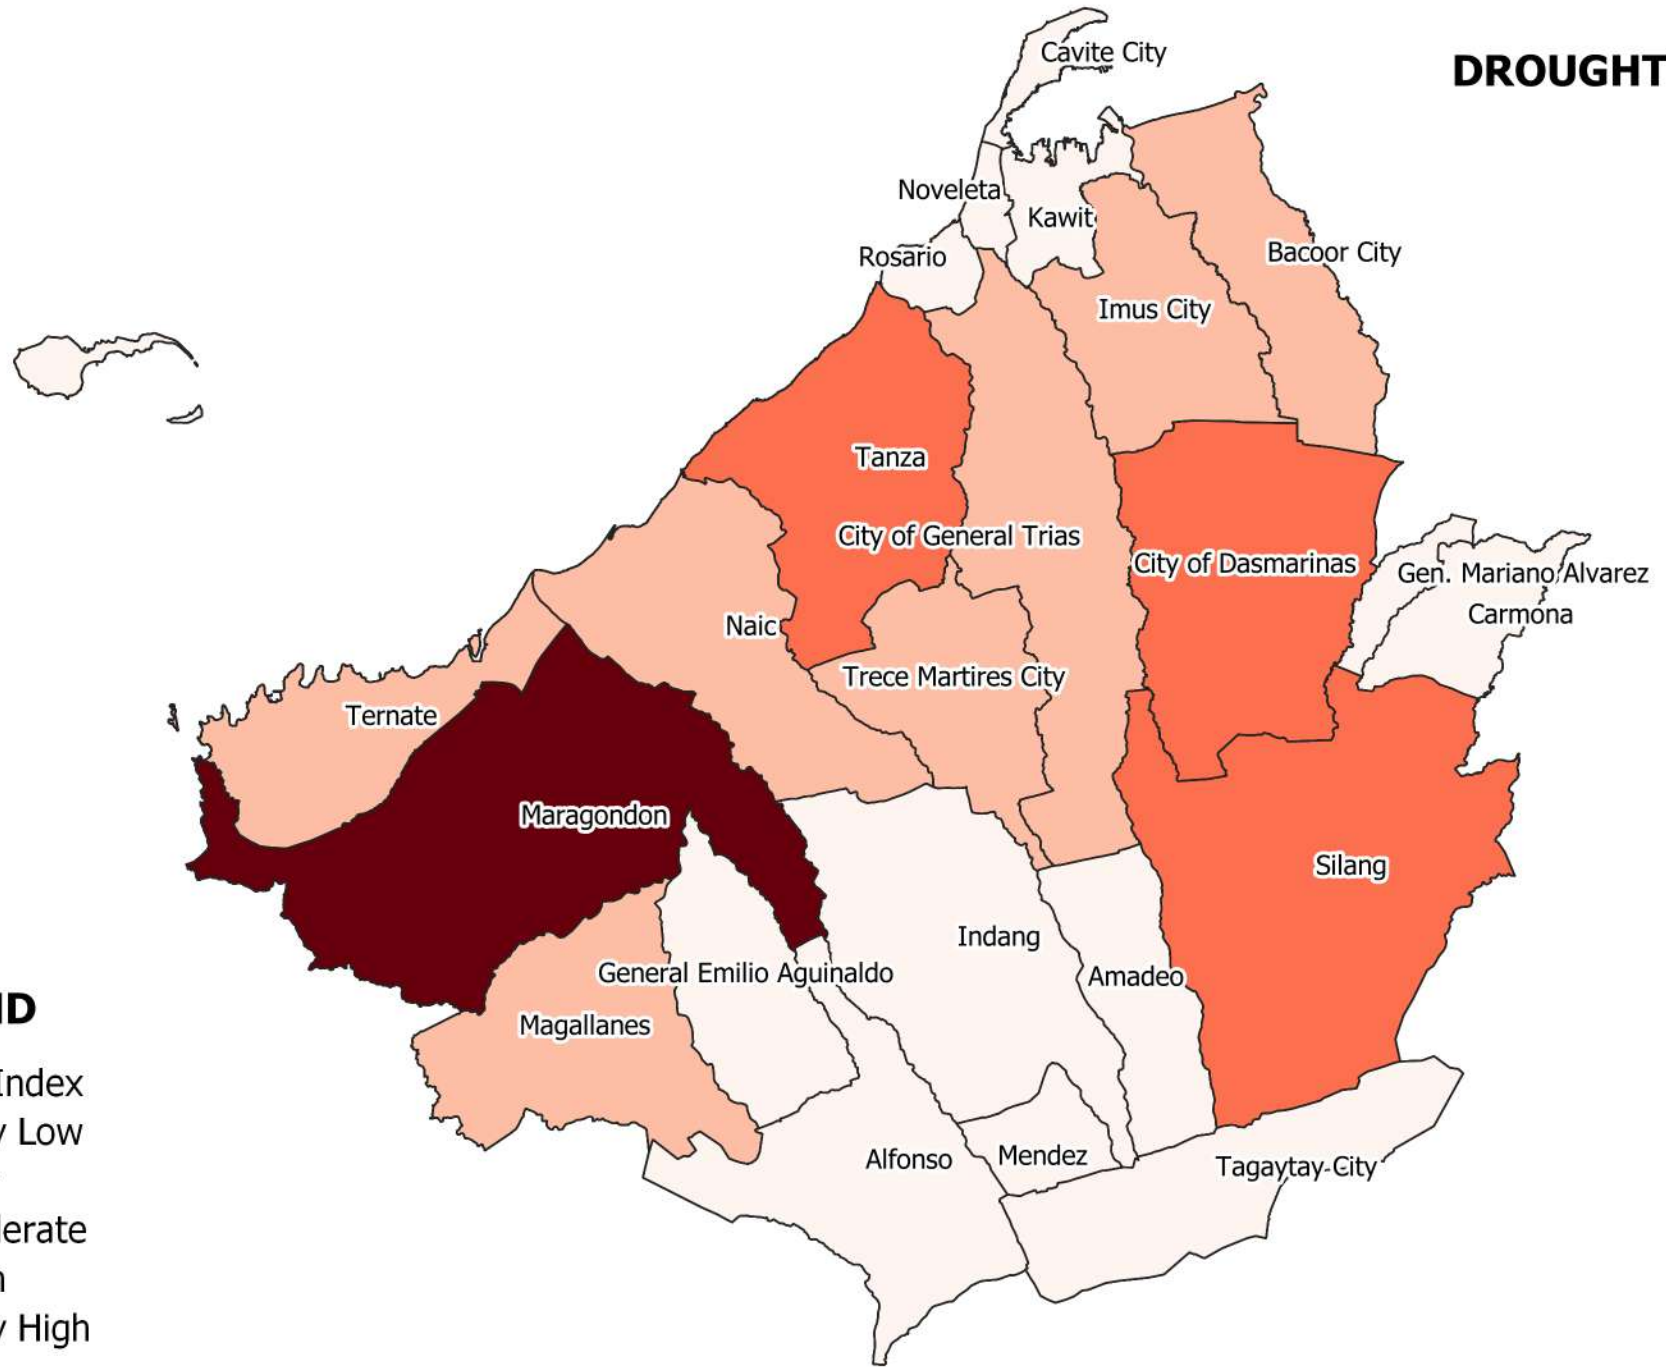 Cavite City
DROUGHT
Noveleta
Kawit
Rosario
Bacoor City
Imus City
Tanza
City of General Trias
City of Dasmarinas
Gen. Mariano Alvarez
Carmona
Naic
Trece Martires City
Ternate
Maragondon
Silang
Indang
General Emilio Aguinaldo
Amadeo
Magallanes
Alfonso
Mendez
Tagaytay City
ND
Index
y Low
derate
h
y High